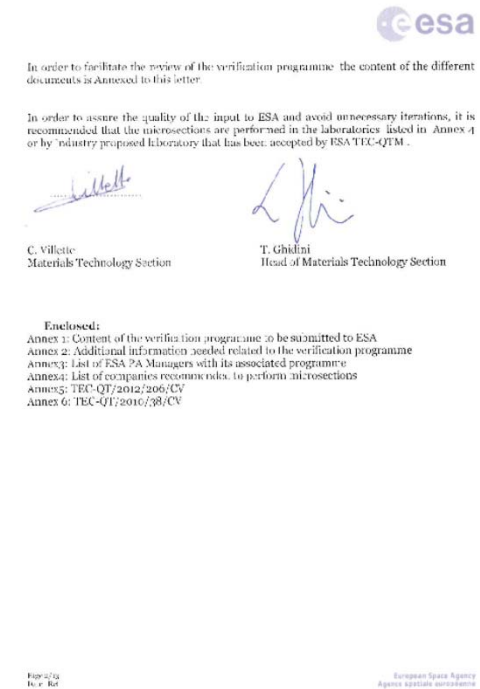 esa
In order to facilitate the review of the verification programme the content of the different
documents is Annexed to this letter.
In order to assure the quality of the input to ESA and avoid unnecessary iterations, it is
recommended that the microsections are performed in the laboratories listed in Annex 4
or by industry proposed laboratory that has been accepted by ESA TEC-QTM .
Villette
C. Villette
Materials Technology Section
T. Ghidini
Head of Materials Technology Section
Enclosed:
Annex 1: Content of the verification programme to be submitted to ESA
Annex 2: Additional information needed related to the verification programme
Annex3: List of ESA PA Managers with its associated programme
Annex4: List of companies recommended to perform microsections
Annex5: TEC-QT/2012/206/CV
Annex 6: TEC-QT/2010/38/CV
Page 2/13
European Space Agency
Agence spatiale européenne